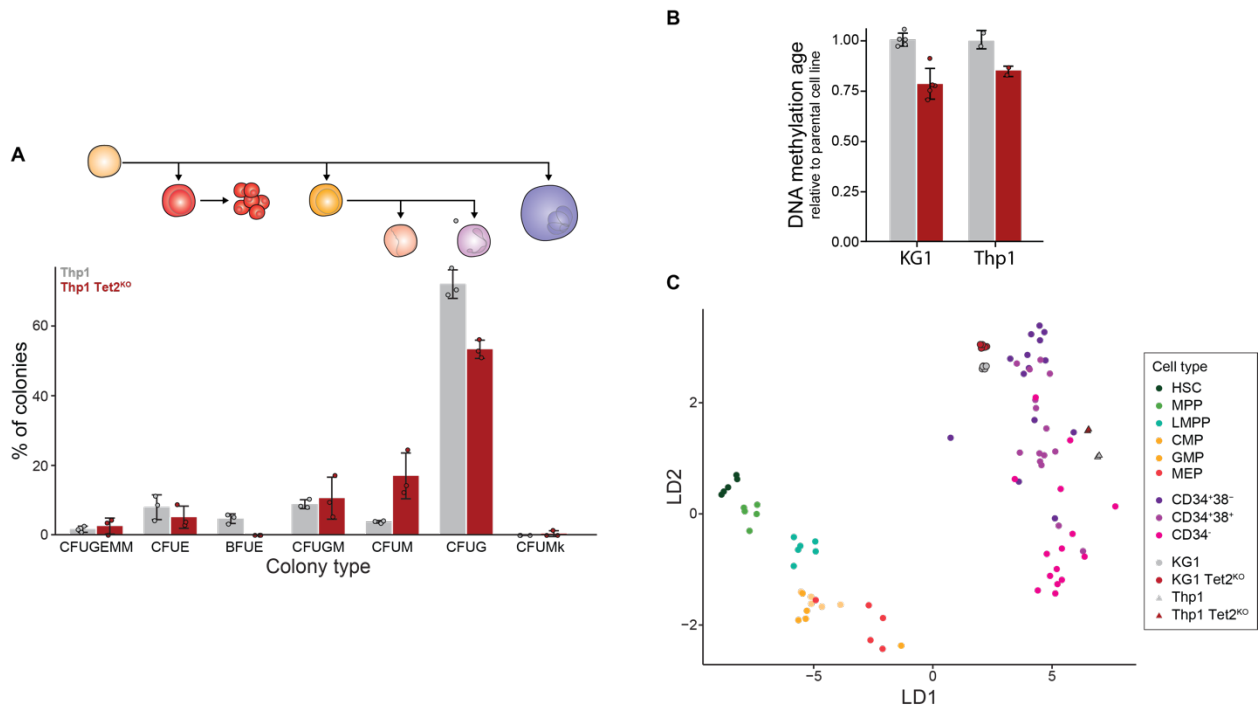 A
Thp1
Thp1 Tet2ᴷᴼ
% of colonies
60
40
20
0
CFUGEMM
CFUE
BFUE
CFUGM
CFUM
CFUG
CFUMk
Colony type
B
DNA methylation age
relative to parental cell line
1.00
0.75
0.50
0.25
0.00
KG1
Thp1
C
LD2
2
0
−2
−5
0
5
LD1
Cell type
HSC
MPP
LMPP
CMP
GMP
MEP
CD34⁺38⁻
CD34⁺38⁺
CD34⁻
KG1
KG1 Tet2ᴷᴼ
Thp1
Thp1 Tet2ᴷᴼ